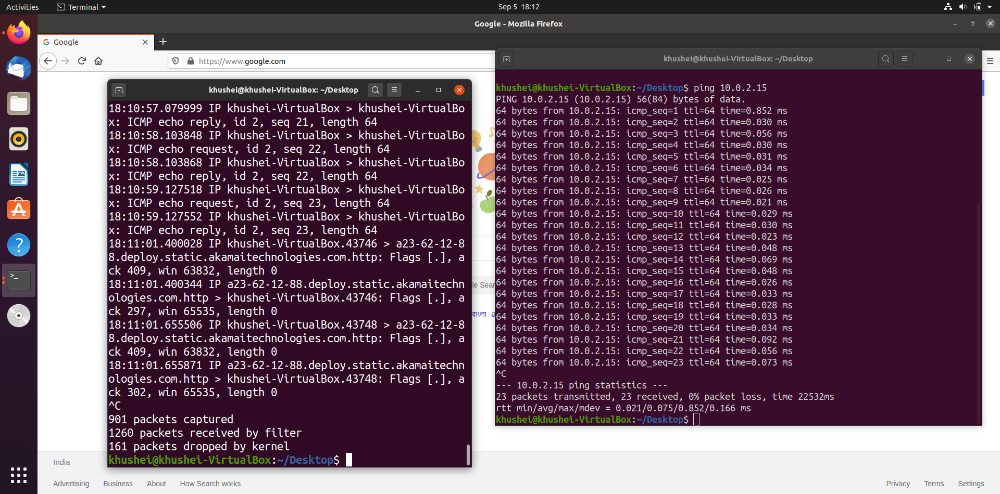 Activities
Terminal
Sep 5 18:12
Google - Mozilla Firefox
Google
https://www.google.com
khushei@khushei-VirtualBox: ~/Desktop
18:10:57.079999 IP khushei-VirtualBox > khushei-VirtualBo
x: ICMP echo reply, id 2, seq 21, length 64
18:10:58.103848 IP khushei-VirtualBox > khushei-VirtualBo
x: ICMP echo request, id 2, seq 22, length 64
18:10:58.103868 IP khushei-VirtualBox > khushei-VirtualBo
x: ICMP echo reply, id 2, seq 22, length 64
18:10:59.127518 IP khushei-VirtualBox > khushei-VirtualBo
x: ICMP echo request, id 2, seq 23, length 64
18:10:59.127552 IP khushei-VirtualBox > khushei-VirtualBo
x: ICMP echo reply, id 2, seq 23, length 64
18:11:01.400028 IP khushei-VirtualBox.43746 > a23-62-12-8
8.deploy.static.akamaitechnologies.com.http: Flags [.], a
ck 409, win 63832, length 0
18:11:01.400344 IP a23-62-12-88.deploy.static.akamaitechn
ologies.com.http > khushei-VirtualBox.43746: Flags [.], a
ck 297, win 65535, length 0
18:11:01.655506 IP khushei-VirtualBox.43748 > a23-62-12-8
8.deploy.static.akamaitechnologies.com.http: Flags [.], a
ck 409, win 63832, length 0
18:11:01.655871 IP a23-62-12-88.deploy.static.akamaitechn
ologies.com.http > khushei-VirtualBox.43748: Flags [.], a
ck 302, win 65535, length 0
^C
901 packets captured
1260 packets received by filter
161 packets dropped by kernel
khushei@khushei-VirtualBox:~/Desktop$
khushei@khushei-VirtualBox: ~/Desktop
khushei@khushei-VirtualBox:~/Desktop$ ping 10.0.2.15
PING 10.0.2.15 (10.0.2.15) 56(84) bytes of data.
64 bytes from 10.0.2.15: icmp_seq=1 ttl=64 time=0.852 ms
64 bytes from 10.0.2.15: icmp_seq=2 ttl=64 time=0.030 ms
64 bytes from 10.0.2.15: icmp_seq=3 ttl=64 time=0.056 ms
64 bytes from 10.0.2.15: icmp_seq=4 ttl=64 time=0.030 ms
64 bytes from 10.0.2.15: icmp_seq=5 ttl=64 time=0.031 ms
64 bytes from 10.0.2.15: icmp_seq=6 ttl=64 time=0.034 ms
64 bytes from 10.0.2.15: icmp_seq=7 ttl=64 time=0.025 ms
64 bytes from 10.0.2.15: icmp_seq=8 ttl=64 time=0.026 ms
64 bytes from 10.0.2.15: icmp_seq=9 ttl=64 time=0.021 ms
64 bytes from 10.0.2.15: icmp_seq=10 ttl=64 time=0.029 ms
64 bytes from 10.0.2.15: icmp_seq=11 ttl=64 time=0.030 ms
64 bytes from 10.0.2.15: icmp_seq=12 ttl=64 time=0.023 ms
64 bytes from 10.0.2.15: icmp_seq=13 ttl=64 time=0.048 ms
64 bytes from 10.0.2.15: icmp_seq=14 ttl=64 time=0.069 ms
64 bytes from 10.0.2.15: icmp_seq=15 ttl=64 time=0.048 ms
64 bytes from 10.0.2.15: icmp_seq=16 ttl=64 time=0.026 ms
64 bytes from 10.0.2.15: icmp_seq=17 ttl=64 time=0.033 ms
64 bytes from 10.0.2.15: icmp_seq=18 ttl=64 time=0.028 ms
64 bytes from 10.0.2.15: icmp_seq=19 ttl=64 time=0.033 ms
64 bytes from 10.0.2.15: icmp_seq=20 ttl=64 time=0.034 ms
64 bytes from 10.0.2.15: icmp_seq=21 ttl=64 time=0.092 ms
64 bytes from 10.0.2.15: icmp_seq=22 ttl=64 time=0.056 ms
64 bytes from 10.0.2.15: icmp_seq=23 ttl=64 time=0.073 ms
^C
--- 10.0.2.15 ping statistics ---
23 packets transmitted, 23 received, 0% packet loss, time 22532ms
rtt min/avg/max/mdev = 0.021/0.075/0.852/0.166 ms
khushei@khushei-VirtualBox:~/Desktop$
le Sear
বাংলা
India
Advertising Business About How Search works
Privacy Terms Settings